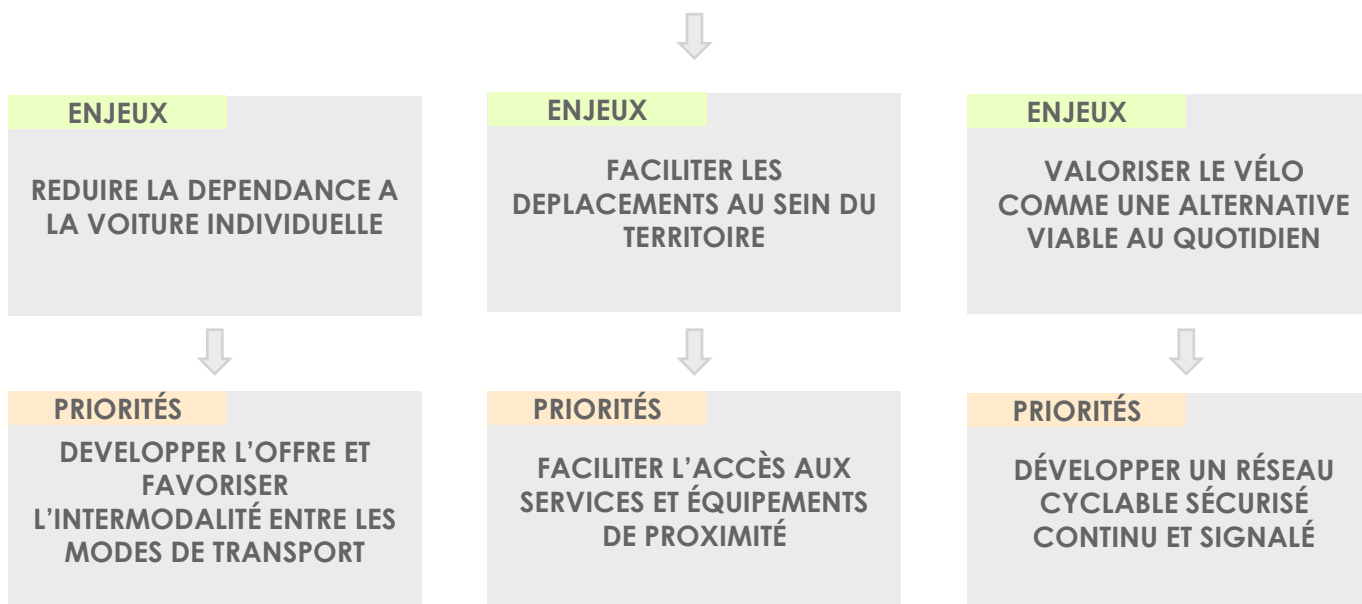 ENJEUX
REDUIRE LA DEPENDANCE A
LA VOITURE INDIVIDUELLE
ENJEUX
FACILITER LES
DEPLACEMENTS AU SEIN DU
TERRITOIRE
ENJEUX
VALORISER LE VÉLO
COMME UNE ALTERNATIVE
VIABLE AU QUOTIDIEN
PRIORITÉS
DEVELOPPER L’OFFRE ET
FAVORISER
L’INTERMODALITÉ ENTRE LES
MODES DE TRANSPORT
PRIORITÉS
FACILITER L’ACCÈS AUX
SERVICES ET ÉQUIPEMENTS
DE PROXIMITÉ
PRIORITÉS
DÉVELOPPER UN RÉSEAU
CYCLABLE SÉCURISÉ
CONTINU ET SIGNALÉ